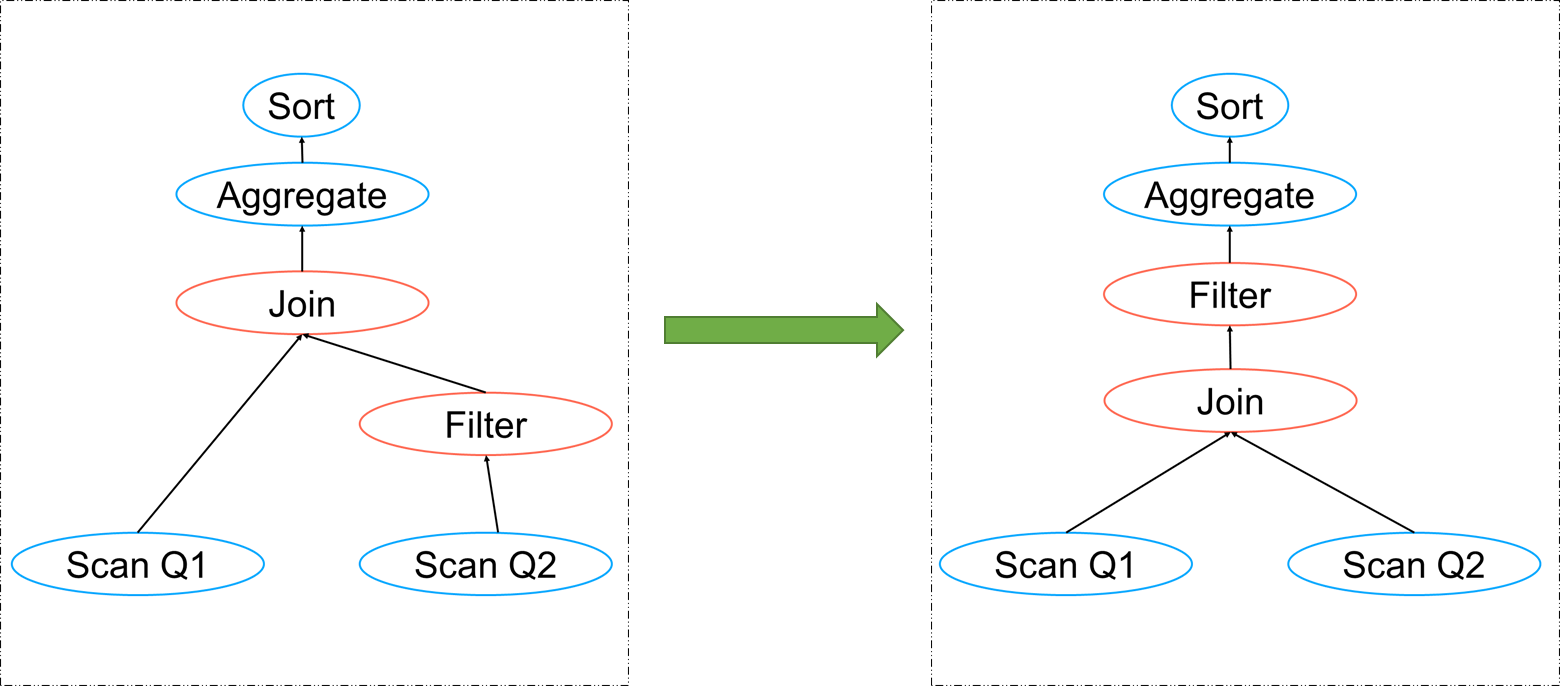 Sort
Aggregate
Join
Filter
Scan Q1
Scan Q2
Sort
Aggregate
Filter
Join
Scan Q1
Scan Q2